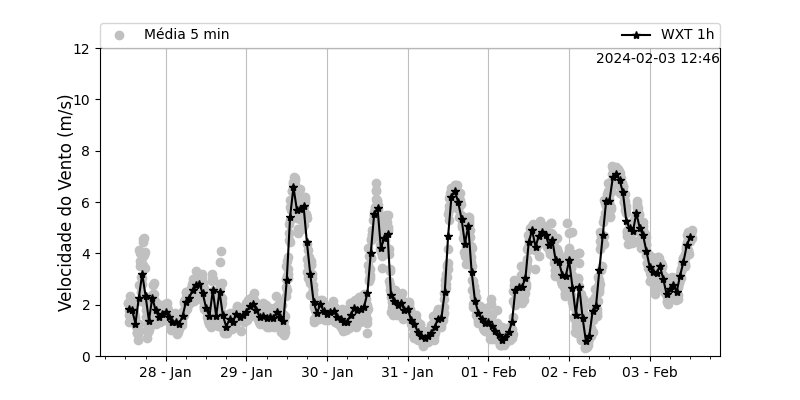 Média 5 min
WXT 1h
2024-02-03 12:46
Velocidade do Vento (m/s)
12
10
8
6
4
2
0
28 - Jan
29 - Jan
30 - Jan
31 - Jan
01 - Feb
02 - Feb
03 - Feb